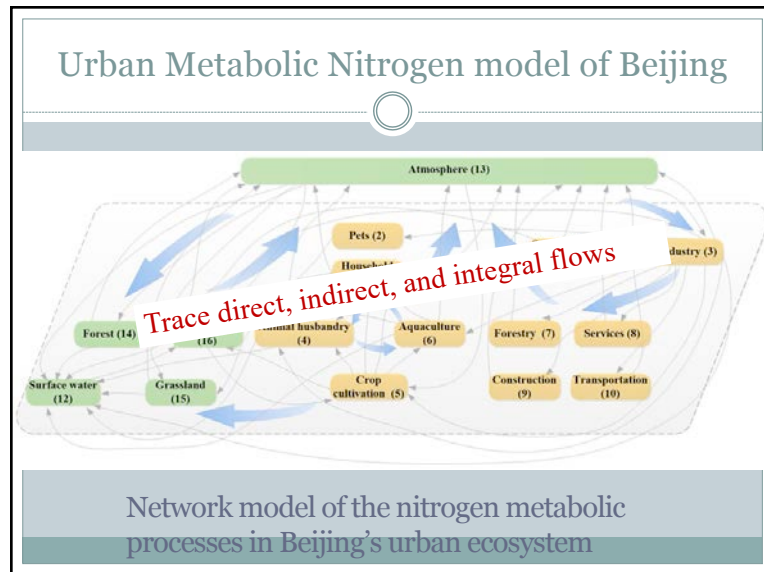 Urban Metabolic Nitrogen model of Beijing
Atmosphere (13)
Pets (2)
(3)
Trace direct, indirect, and integral flows
Forest (14)
(16)
husbandry
(4)
Aquaculture
(6)
Forestry (7)
Services (8)
Surface water
(12)
Grassland
(15)
Crop
cultivation (5)
Construction
(9)
Transportation
(10)
Network model of the nitrogen metabolic
processes in Beijing's urban ecosystem